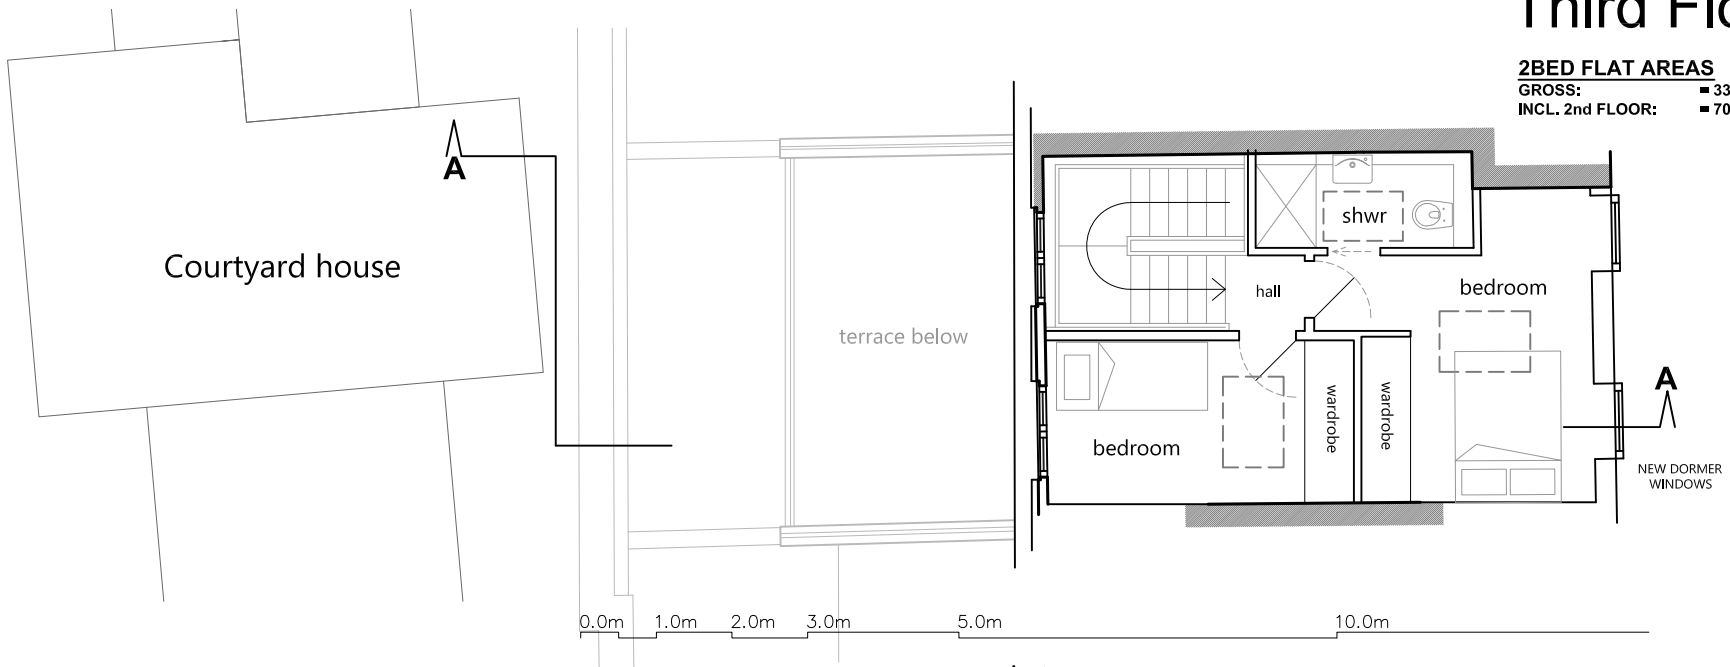 Third Flo
2BED FLAT AREAS
GROSS: = 33
INCL. 2nd FLOOR: = 70
A
Courtyard house
terrace below
shwr
hall
bedroom
A
bedroom
wardrobe
wardrobe
NEW DORMER
WINDOWS
0.0m 1.0m 2.0m 3.0m 5.0m 10.0m